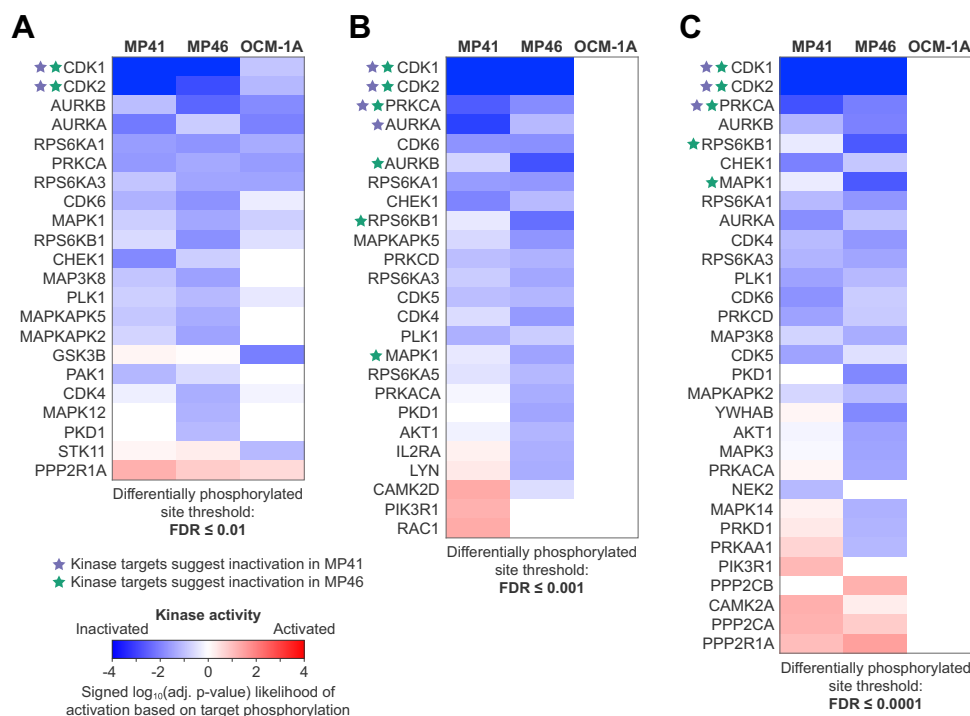 A
MP41 MP46 OCM-1A
CDK1
CDK2
AURKB
AURKA
RPS6KA1
PRKCA
RPS6KA3
CDK6
MAPK1
RPS6KB1
CHEK1
MAP3K8
PLK1
MAPKAPK5
MAPKAPK2
GSK3B
PAK1
CDK4
MAPK12
PKD1
STK11
PPP2R1A
Differentially phosphorylated
site threshold:
FDR ≤ 0.01
Kinase targets suggest inactivation in MP41
Kinase targets suggest inactivation in MP46
Kinase activity
Inactivated Activated
-4 -2 0 2 4
Signed log₁₀(adj. p-value) likelihood of
activation based on target phosphorylation
B
MP41 MP46 OCM-1A
CDK1
CDK2
PRKCA
AURKA
CDK6
AURKB
RPS6KA1
CHEK1
RPS6KB1
MAPKAPK5
PRKCD
RPS6KA3
CDK5
CDK4
PLK1
MAPK1
RPS6KA5
PRKACA
PKD1
AKT1
IL2RA
LYN
CAMK2D
PIK3R1
RAC1
Differentially phosphorylated
site threshold:
FDR ≤ 0.001
C
MP41 MP46 OCM-1A
CDK1
CDK2
PRKCA
AURKB
RPS6KB1
CHEK1
MAPK1
RPS6KA1
AURKA
CDK4
RPS6KA3
PLK1
CDK6
PRKCD
MAP3K8
CDK5
PKD1
MAPKAPK2
YWHAB
AKT1
MAPK3
PRKACA
NEK2
MAPK14
PRKD1
PRKAA1
PIK3R1
PPP2CB
CAMK2A
PPP2CA
PPP2R1A
Differentially phosphorylated
site threshold:
FDR ≤ 0.0001